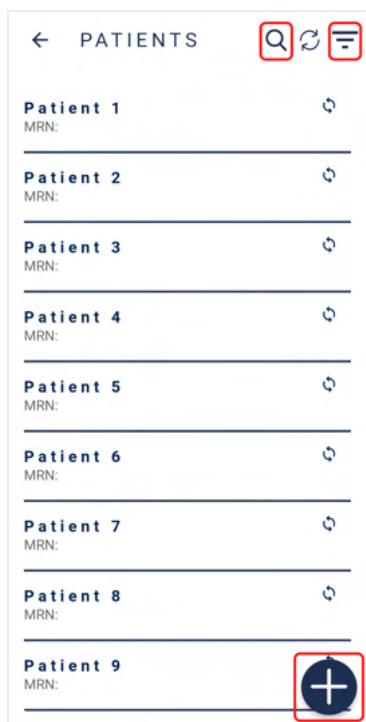 PATIENTS
Patient 1
MRN:
Patient 2
MRN:
Patient 3
MRN:
Patient 4
MRN:
Patient 5
MRN:
Patient 6
MRN:
Patient 7
MRN:
Patient 8
MRN:
Patient 9
MRN: